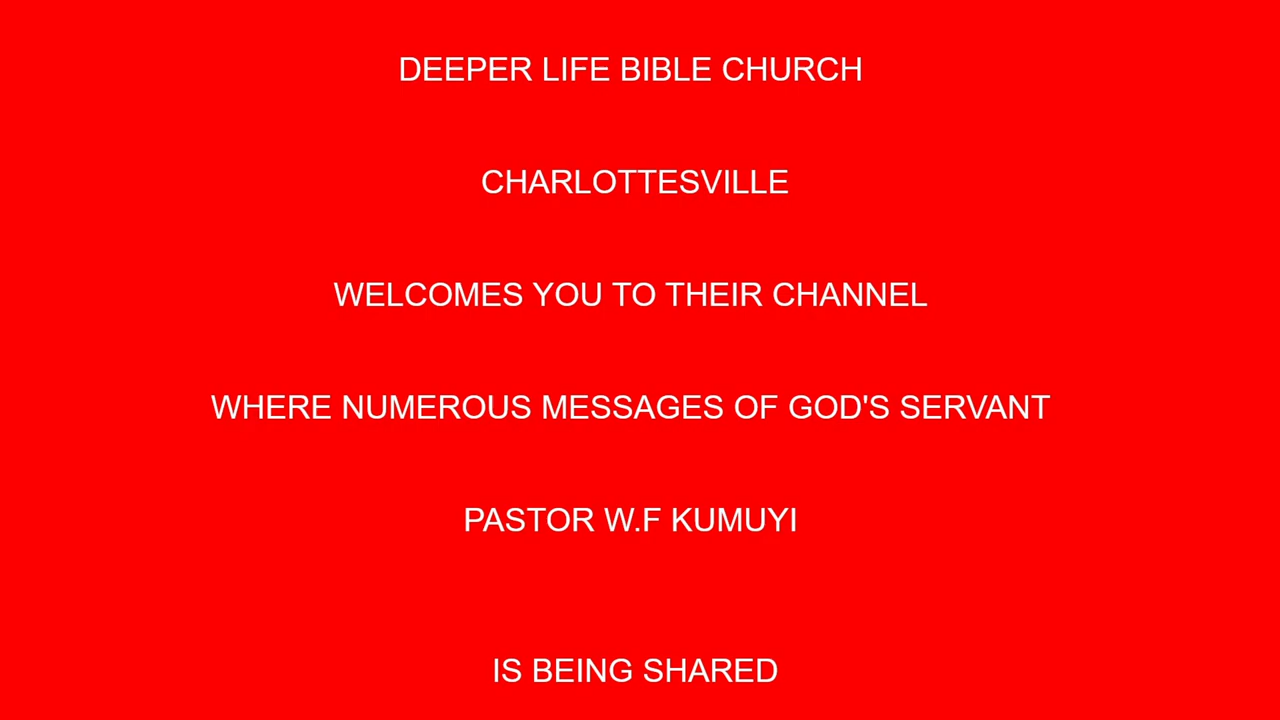 DEEPER LIFE BIBLE CHURCH
CHARLOTTESVILLE
WELCOMES YOU TO THEIR CHANNEL
WHERE NUMEROUS MESSAGES OF GOD'S SERVANT
PASTOR W.F KUMUYI
IS BEING SHARED